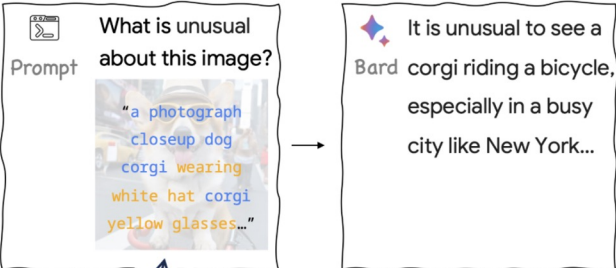 What is unusual
about this image?
Prompt
"a photograph
closeup dog
corgi wearing
white hat corgi
yellow glasses..."
It is unusual to see a
Bard corgi riding a bicycle,
especially in a busy
city like New York...